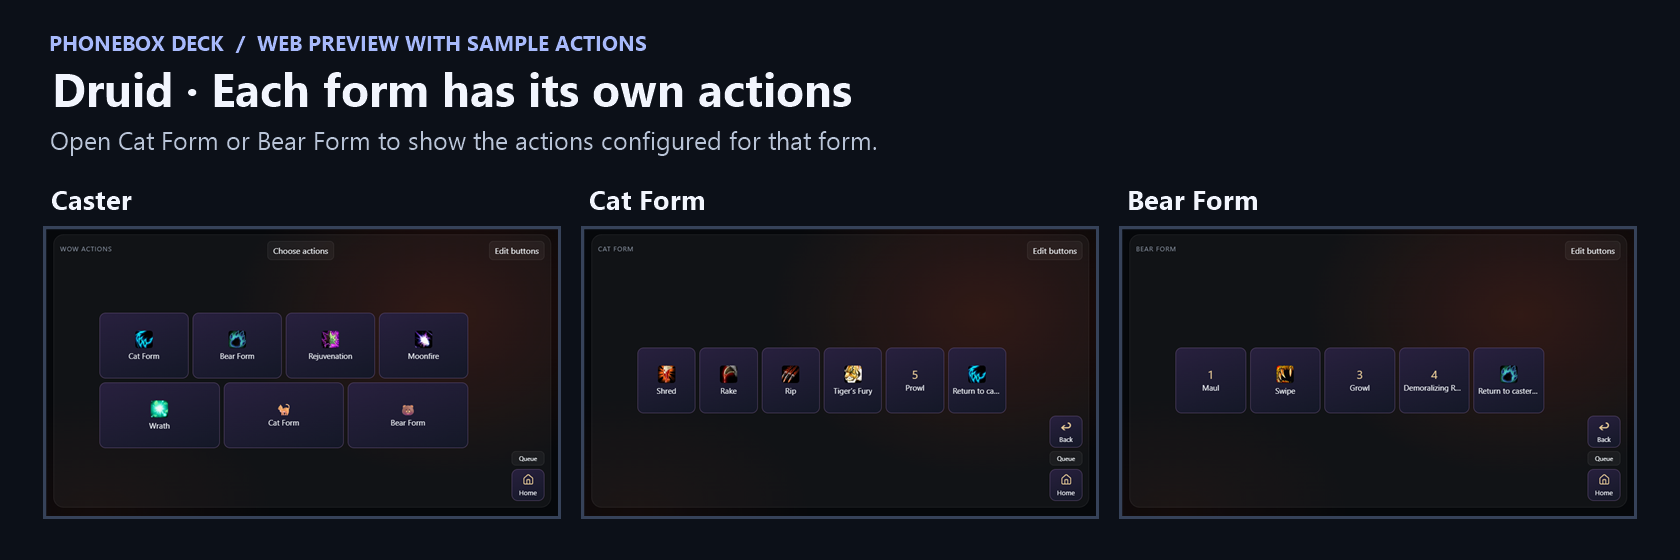 PHONEBOX DECK / WEB PREVIEW WITH SAMPLE ACTIONS
Druid · Each form has its own actions
Open Cat Form or Bear Form to show the actions configured for that form.
Caster
WOW ACTIONS
Choose actions
Edit buttons
Cat Form
Bear Form
Rejuvenation
Moonfire
Wrath
Cat Form
Bear Form
Queue
Home
Cat Form
CAT FORM
Edit buttons
Shred
Rake
Rip
Tiger's Fury
5
Prowl
Return to ca...
Back
Queue
Home
Bear Form
BEAR FORM
Edit buttons
1
Maul
Swipe
3
Growl
4
Demoralizing R...
Return to caster...
Back
Queue
Home